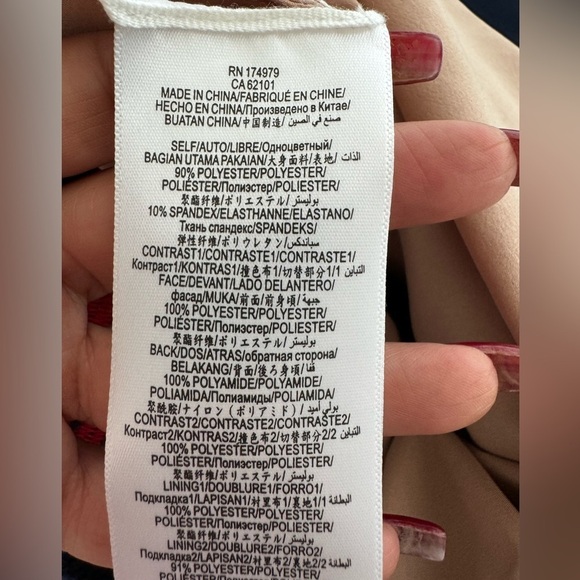 RN 174979
CA 62101
MADE IN CHINA/FABRIQUÉ EN CHINE/
HECHO EN CHINA/Произведено в Китае/
BUATAN CHINA/中国制造/ صنع في الصين
SELF/AUTO/LIBRE/Одноцветный/
BAGIAN UTAMA PAKAIAN/大身面料/表地/ الذات
90% POLYESTER/POLYESTER/
POLIÉSTER/Полиэстер/POLIESTER/
聚酯纤维/ポリエステル/ بوليستر
10% SPANDEX/ELASTHANNE/ELASTANO/
Ткань спандекс/SPANDEKS/
弹性纤维/ポリウレタン/ سباندكس
CONTRAST1/CONTRASTE1/CONTRASTE1/
Контраст1/KONTRAS1/撞色布1/切替部分1/1 التباين
FACE/DEVANT/LADO DELANTERO/
фасад/MUKA/前面/前身頃/ جبهة
100% POLYESTER/POLYESTER/
POLIÉSTER/Полиэстер/POLIESTER/
聚酯纤维/ポリエステル/ بوليستر
BACK/DOS/ATRAS/обратная сторона/
BELAKANG/背面/後ろ身頃/ قفا
100% POLYAMIDE/POLYAMIDE/
POLIAMIDA/Полиамиды/POLIAMIDA/
聚酰胺/ナイロン（ポリアミド）/ بولي أميد
CONTRAST2/CONTRASTE2/CONTRASTE2/
Контраст2/KONTRAS2/撞色布2/切替部分2/2 التباين
100% POLYESTER/POLYESTER/
POLIÉSTER/Полиэстер/POLIESTER/
聚酯纤维/ポリエステル/ بوليستر
LINING1/DOUBLURE1/FORRO1/
Подкладка1/LAPISAN1/衬里布1/裏地1/1 البطانة
100% POLYESTER/POLYESTER/
POLIÉSTER/Полиэстер/POLIESTER/
聚酯纤维/ポリエステル/ بوليستر
LINING2/DOUBLURE2/FORRO2/
Подкладка2/LAPISAN2/衬里布2/裏地2/2 البطانة
91% POLYESTER/POLYESTER/
POLIÉSTER/Полиэстер/POLIESTER/